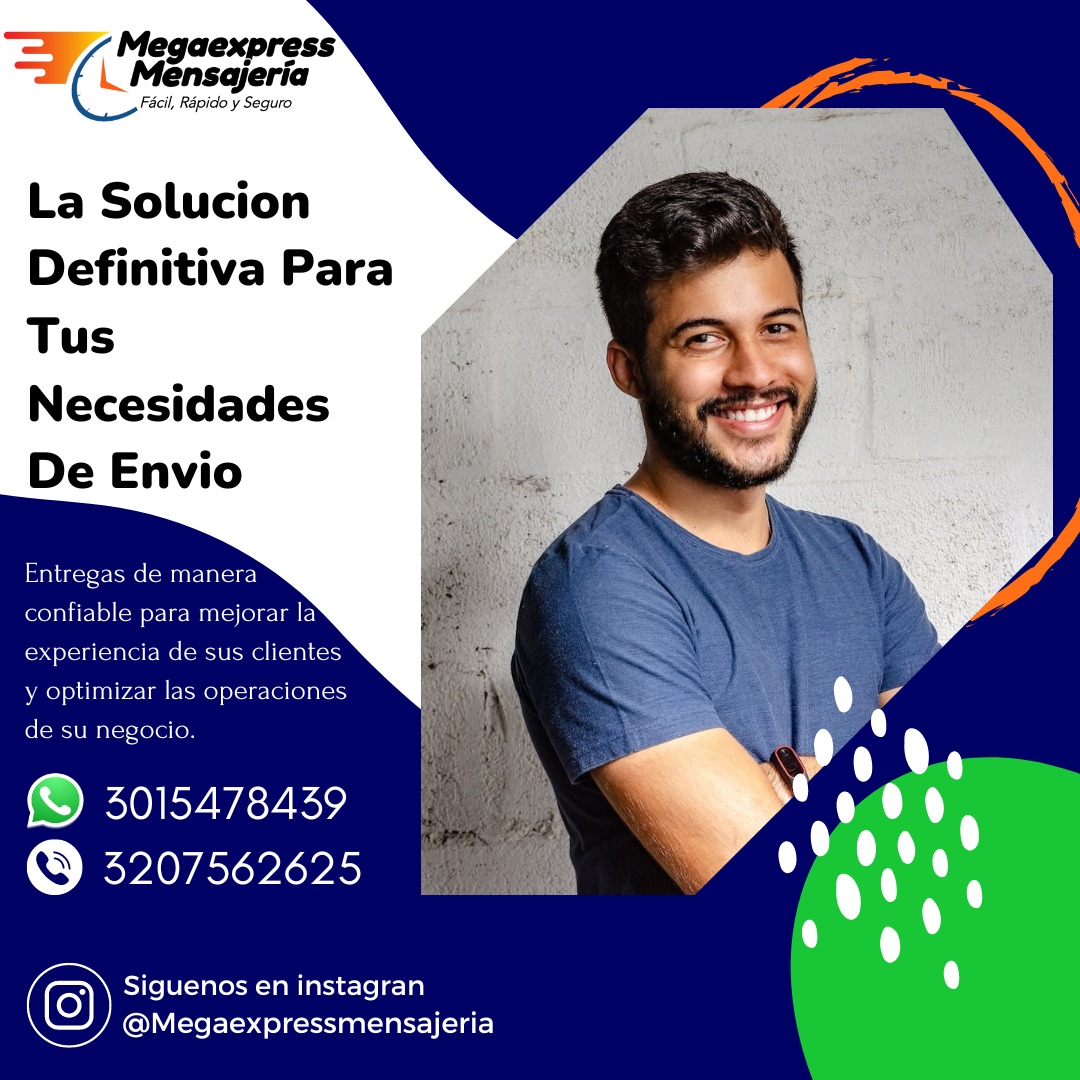 Megaexpress
Mensajería
Fácil, Rápido y Seguro
La Solucion
Definitiva Para
Tus
Necesidades
De Envio
Entregas de manera
confiable para mejorar la
experiencia de sus clientes
y optimizar las operaciones
de su negocio.
3015478439
3207562625
Siguenos en instagran
@Megaexpressmensajeria